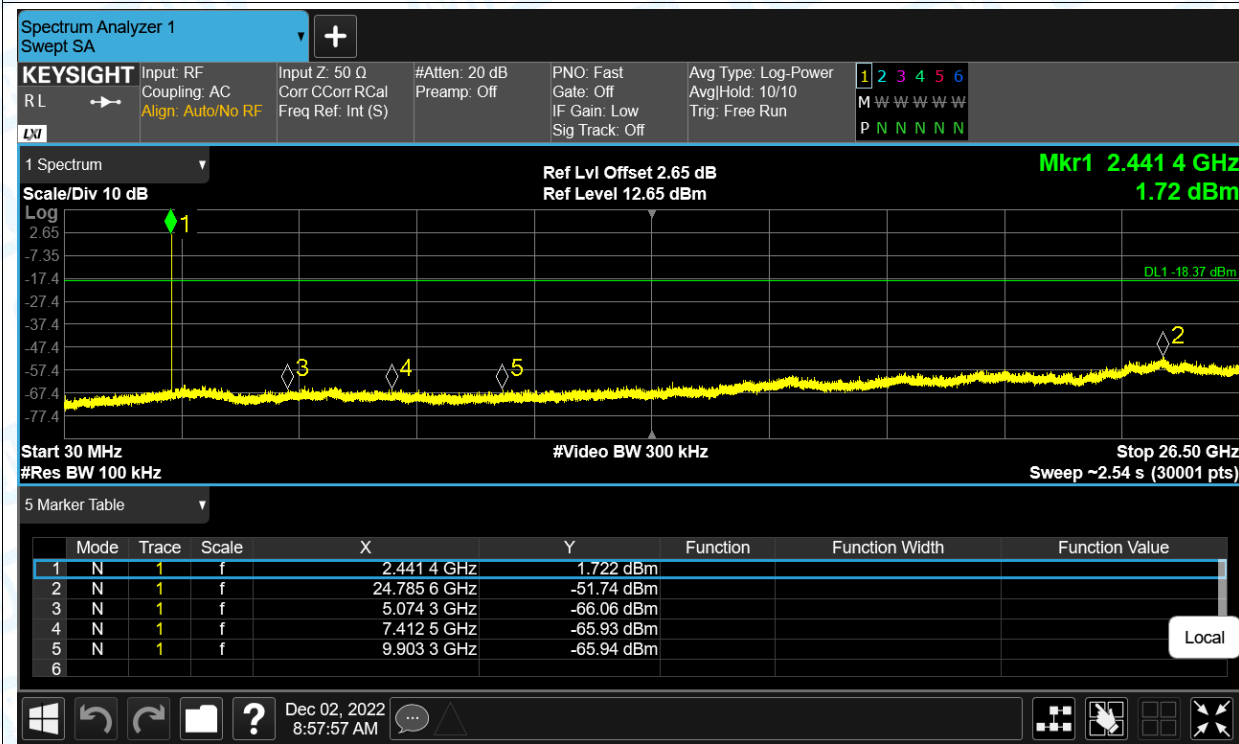 Spectrum Analyzer 1
Swept SA
KEYSIGHT Input: RF Input Z: 50 Ω #Atten: 20 dB PNO: Fast Avg Type: Log-Power 1 2 3 4 5 6
R L Coupling: AC Corr CCorr RCal Preamp: Off Gate: Off Avg|Hold: 10/10 M W W W W W W
Align: Auto/No RF Freq Ref: Int (S) IF Gain: Low Trig: Free Run
LXI Sig Track: Off P N N N N N
1 Spectrum
Ref Lvl Offset 2.65 dB Mkr1 2.441 4 GHz
Scale/Div 10 dB Ref Level 12.65 dBm 1.72 dBm
Log
1
2.65
-7.35
DL1 -18.37 dBm
-17.4
-27.4
-37.4
2
-47.4
3 4 5
-57.4
-67.4
-77.4
Start 30 MHz #Video BW 300 kHz Stop 26.50 GHz
#Res BW 100 kHz Sweep ~2.54 s (30001 pts)
5 Marker Table
Mode Trace Scale X Y Function Function Width Function Value
1 N 1 f 2.441 4 GHz 1.722 dBm
2 N 1 f 24.785 6 GHz -51.74 dBm
3 N 1 f 5.074 3 GHz -66.06 dBm
4 N 1 f 7.412 5 GHz -65.93 dBm
5 N 1 f 9.903 3 GHz -65.94 dBm
6
Local
? Dec 02, 2022
8:57:57 AM